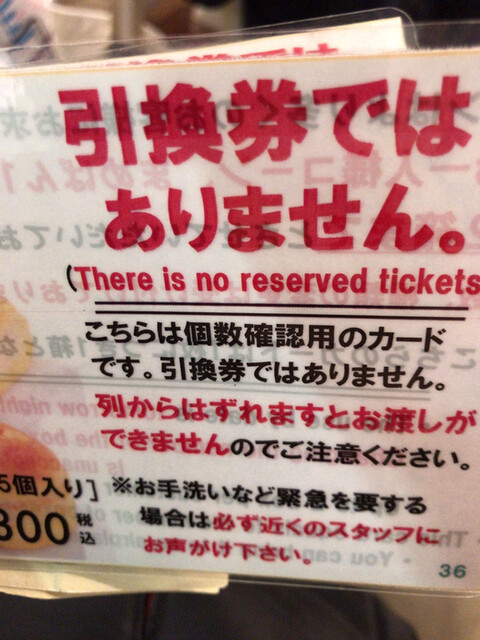 引換券では
ありません。
(There is no reserved tickets
こちらは個数確認用のカード
です。引換券ではありません。
列からはずれますとお渡しが
できませんのでご注意ください。
5個入り] ※お手洗いなど緊急を要する
300税込 場合は必ず近くのスタッフに
お声がけ下さい。
36